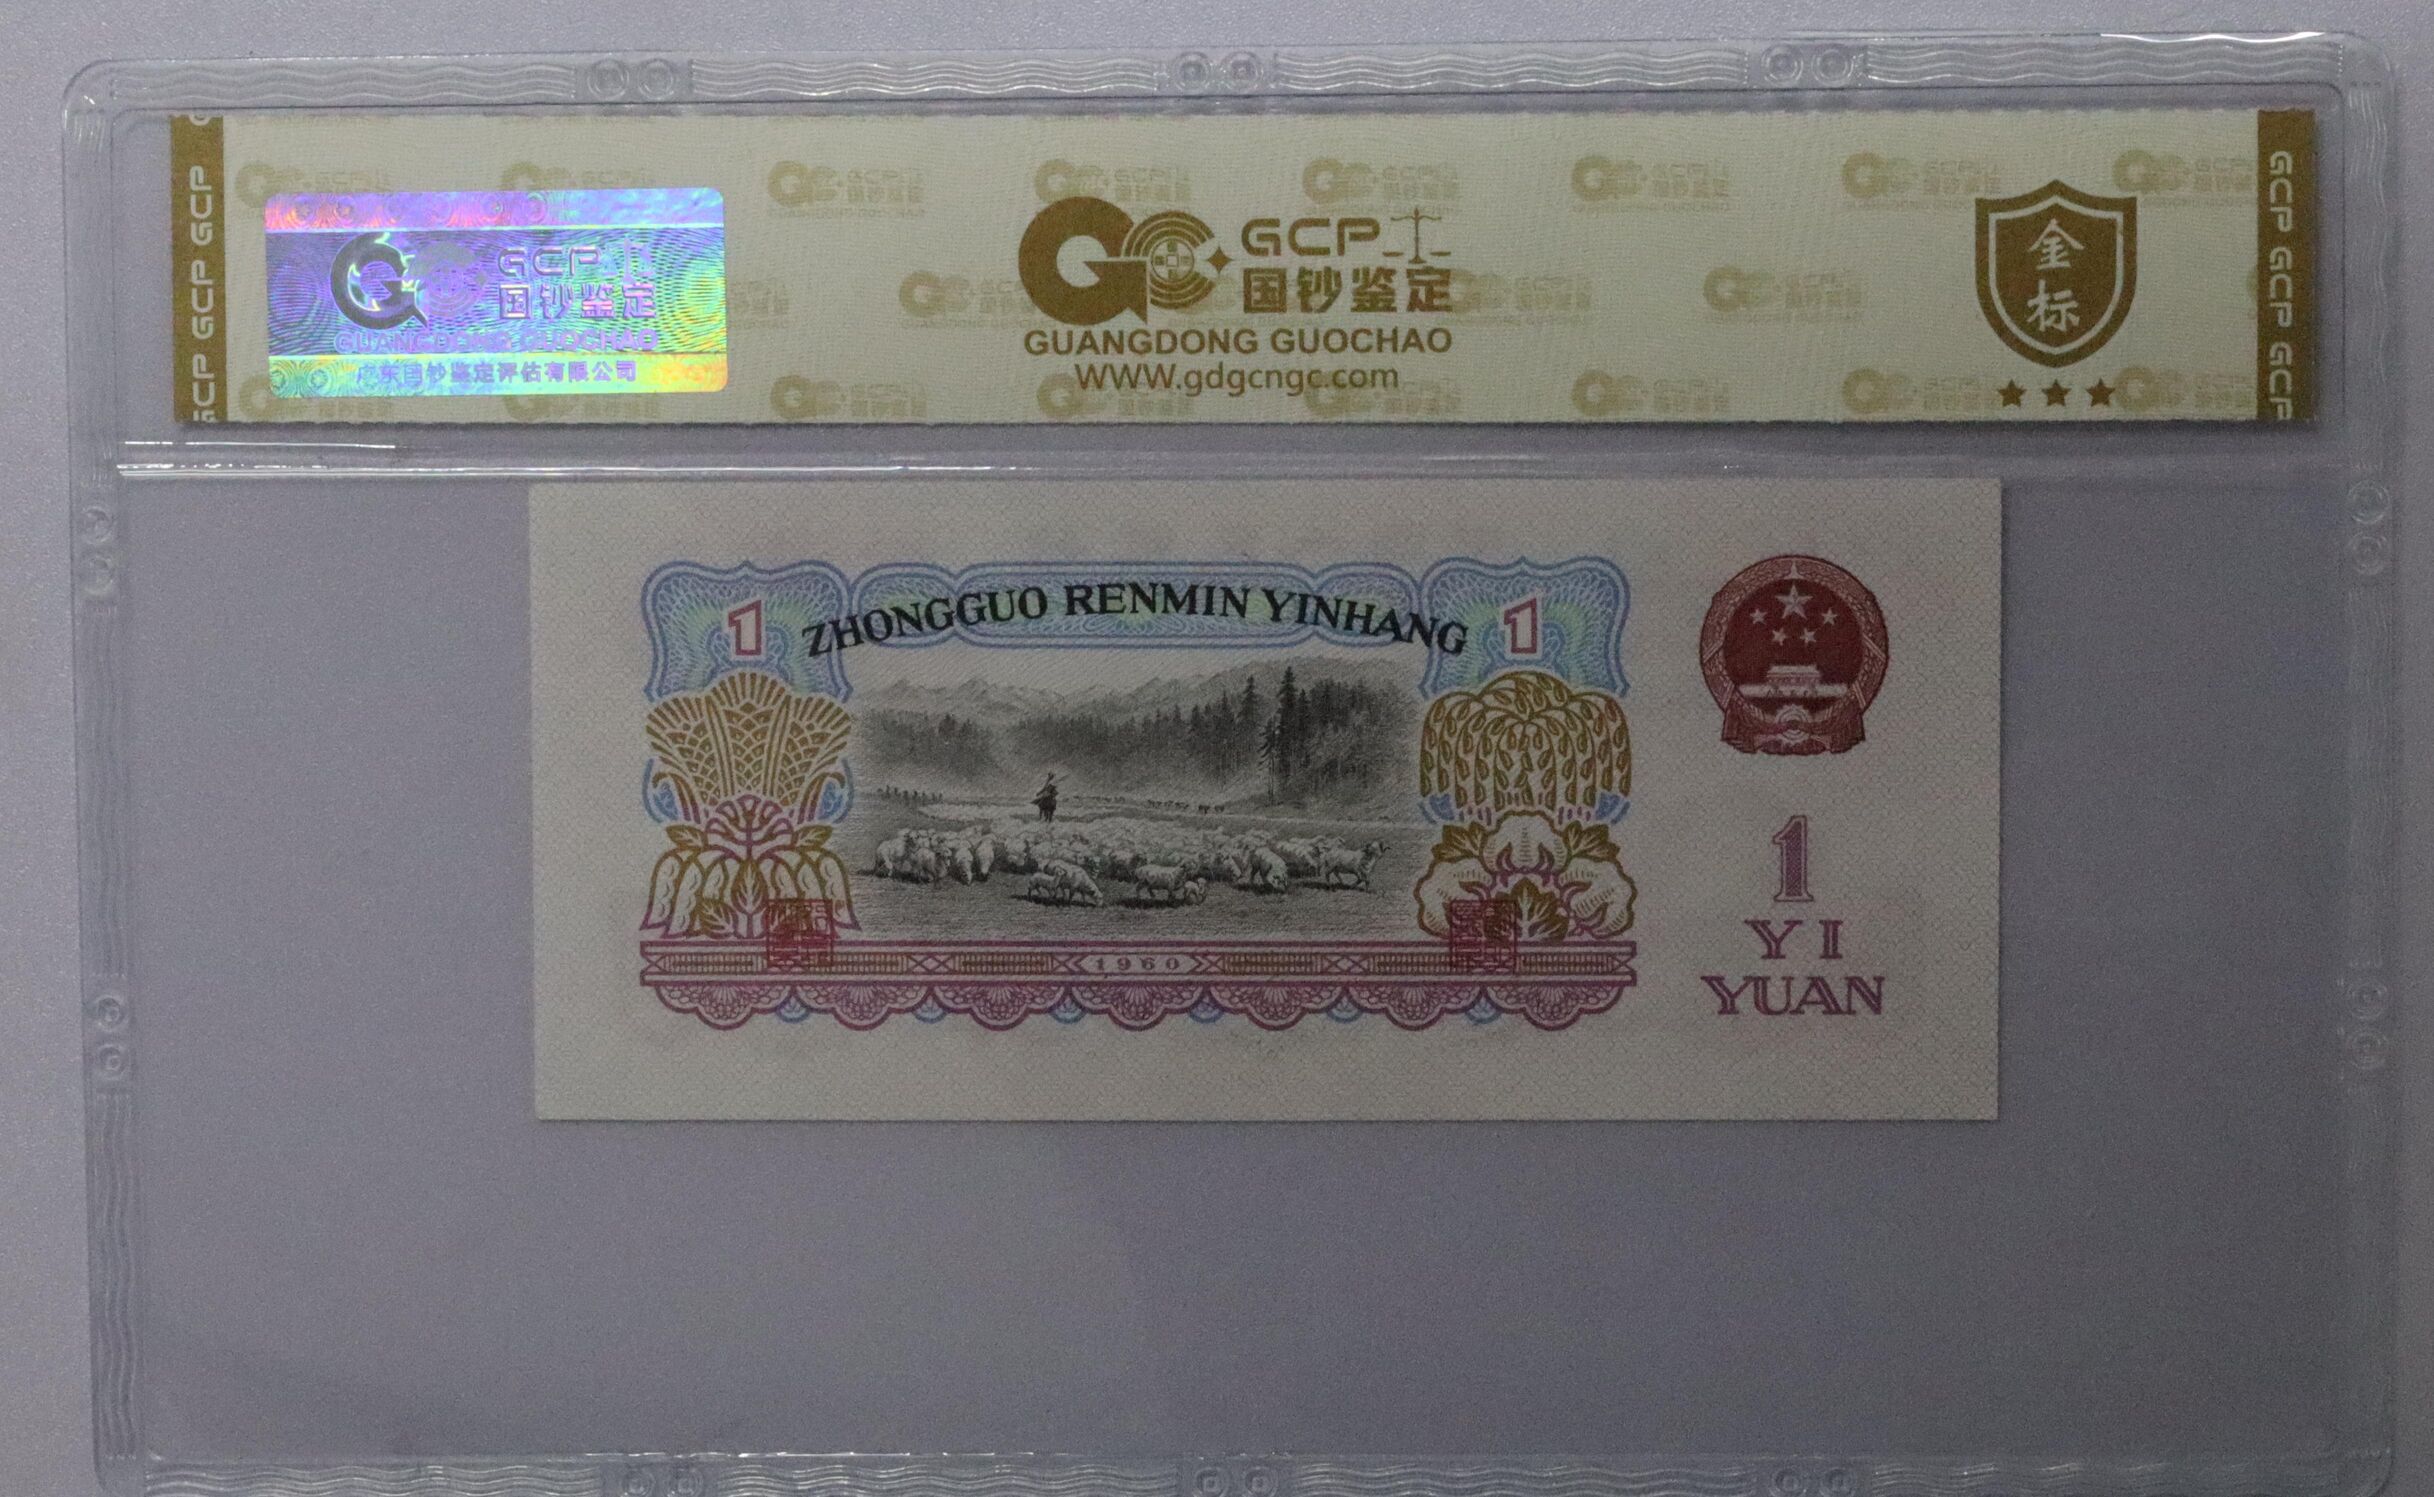 GCP GCP GCP
GCP
国钞鉴定
GUANGDONG GUOCHAO
广东国钞鉴定评估有限公司
GCP
国钞鉴定
GUANGDONG GUOCHAO
WWW.gdgcngc.com
金
标
GCP GCP GCP
ZHONGGUO RENMIN YINHANG
1
1
1960
1
YI
YUAN